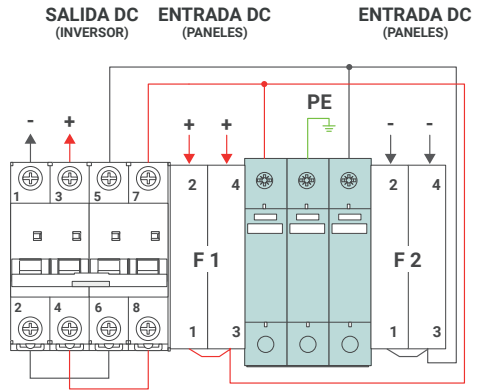 SALIDA DC ENTRADA DC ENTRADA DC
(INVERSOR) (PANELES) (PANELES)
PE
- + + + - -
1 3 5 7 2 4 2 4
F 1 F 2
2 4 6 8 1 3 1 3